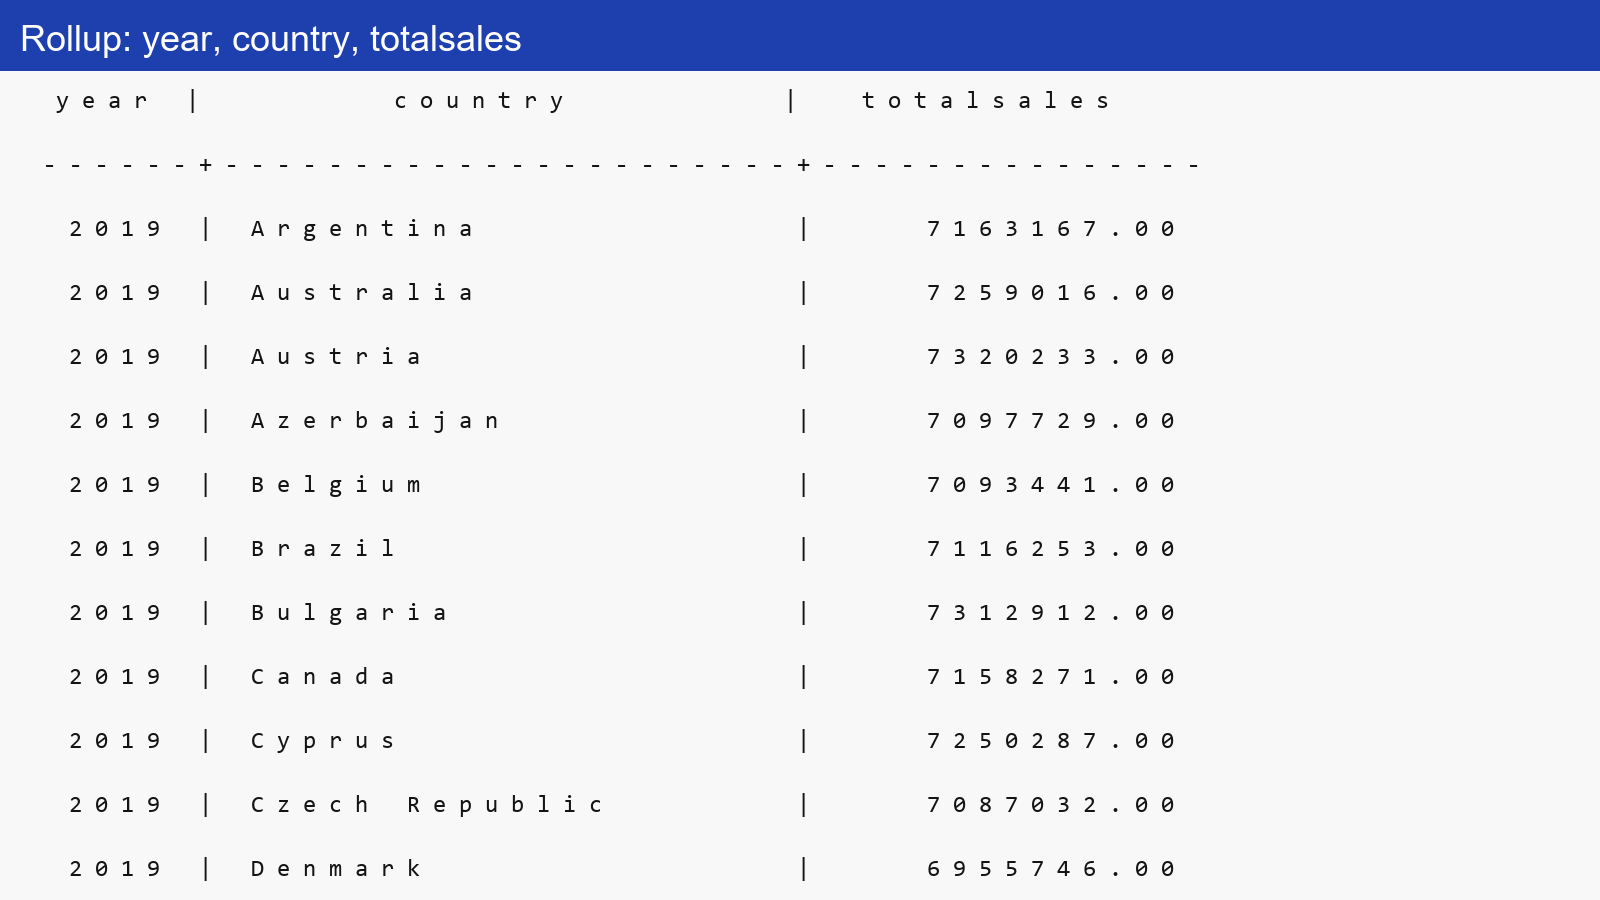 Rollup: year, country, totalsales
year | country | totalsales
------+----------------------+---------------
2019 | Argentina | 7163167.00
2019 | Australia | 7259016.00
2019 | Austria | 7320233.00
2019 | Azerbaijan | 7097729.00
2019 | Belgium | 7093441.00
2019 | Brazil | 7116253.00
2019 | Bulgaria | 7312912.00
2019 | Canada | 7158271.00
2019 | Cyprus | 7250287.00
2019 | Czech Republic | 7087032.00
2019 | Denmark | 6955746.00